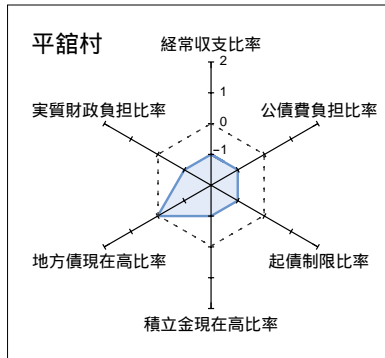 平舘村
経常収支比率
2
1
0
−1
公債費負担比率
起債制限比率
積立金現在高比率
地方債現在高比率
実質財政負担比率